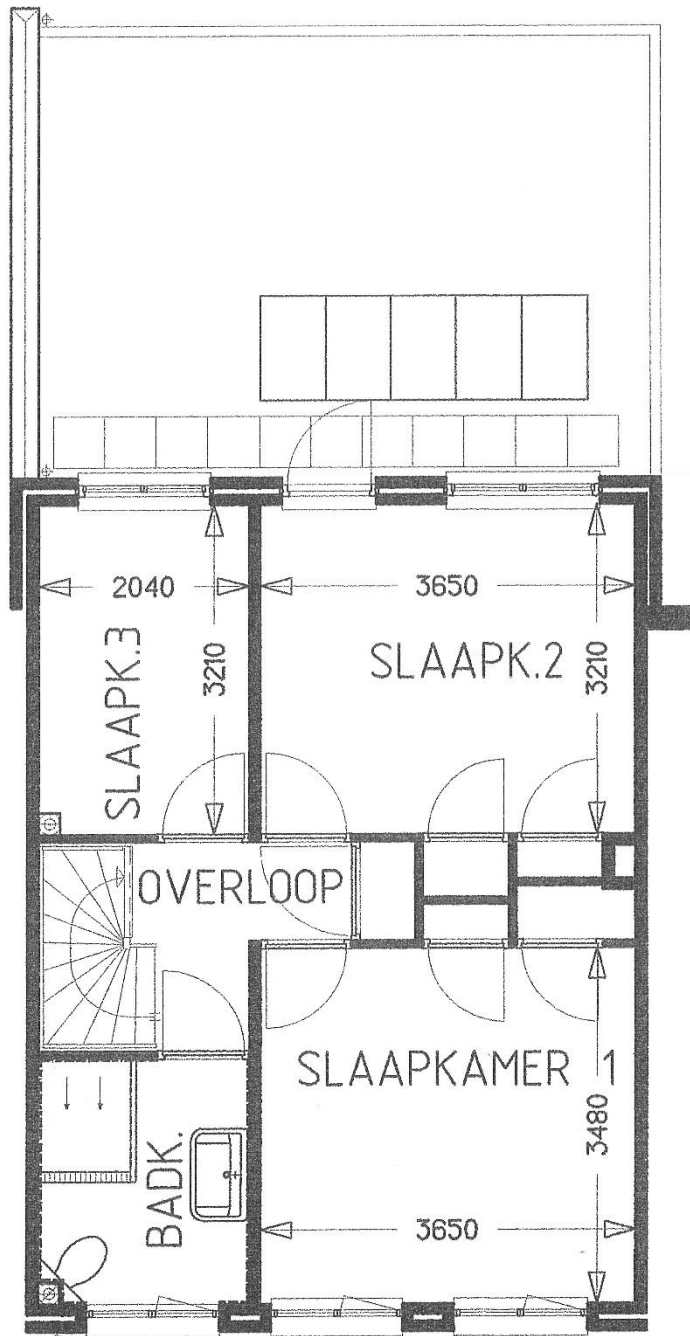 2040
3650
SLAAPK.3
3210
SLAAPK.2
3210
OVERLOOP
SLAAPKAMER 1
3480
BADK.
3650